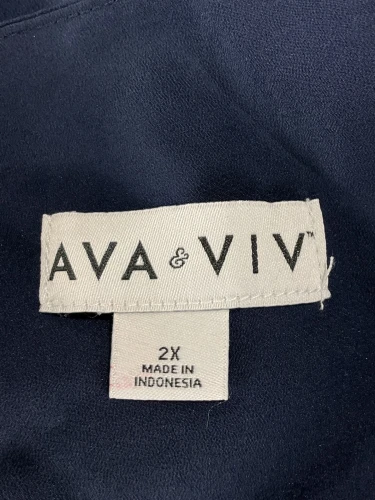 AVA & VIV™
2X
MADE IN
INDONESIA